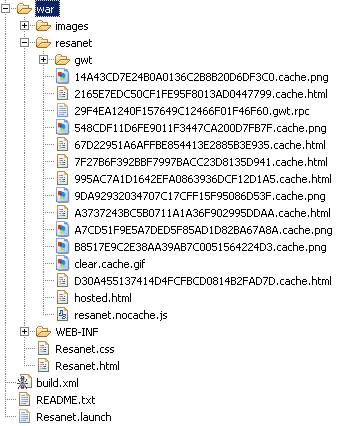 war
images
resanet
gwt
14A43CD7E24B0A0136C2B8B20D6DF3C0.cache.png
2165E7EDC50CF1FE95F8013AD0447799.cache.html
29F4EA1240F157649C12466F01F46F60.gwt.rpc
548CDF11D6FE9011F3447CA200D7FB7F.cache.png
67D22951A6AFFBE854413E2885B3E935.cache.html
7F27B6F392BBF7997BACC23D8135D941.cache.html
995AC7A1D1642EFA0863936DCF12D1A5.cache.html
9DA92932034707C17CFF15F95086D53F.cache.png
A3737243BC5B0711A1A36F902995DDAA.cache.html
A7CD51F9E5A7DED5F85AD1D82BA67A8A.cache.png
B8517E9C2E38AA39AB7C0051564224D3.cache.png
clear.cache.gif
D30A455137414D4FCFBCD0814B2FAD7D.cache.html
hosted.html
resanet.nocache.js
WEB-INF
Resanet.css
Resanet.html
build.xml
README.txt
Resanet.launch